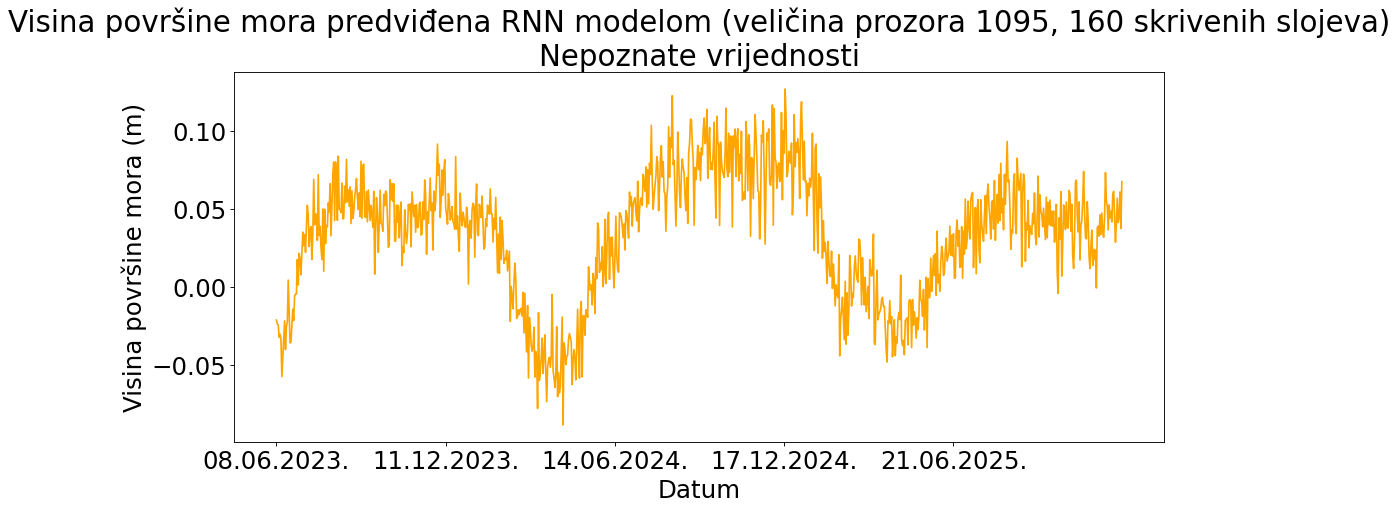 Visina površine mora predviđena RNN modelom (veličina prozora 1095, 160 skrivenih slojeva)
Nepoznate vrijednosti
Visina površine mora (m)
0.10
0.05
0.00
−0.05
08.06.2023. 11.12.2023. 14.06.2024. 17.12.2024. 21.06.2025.
Datum